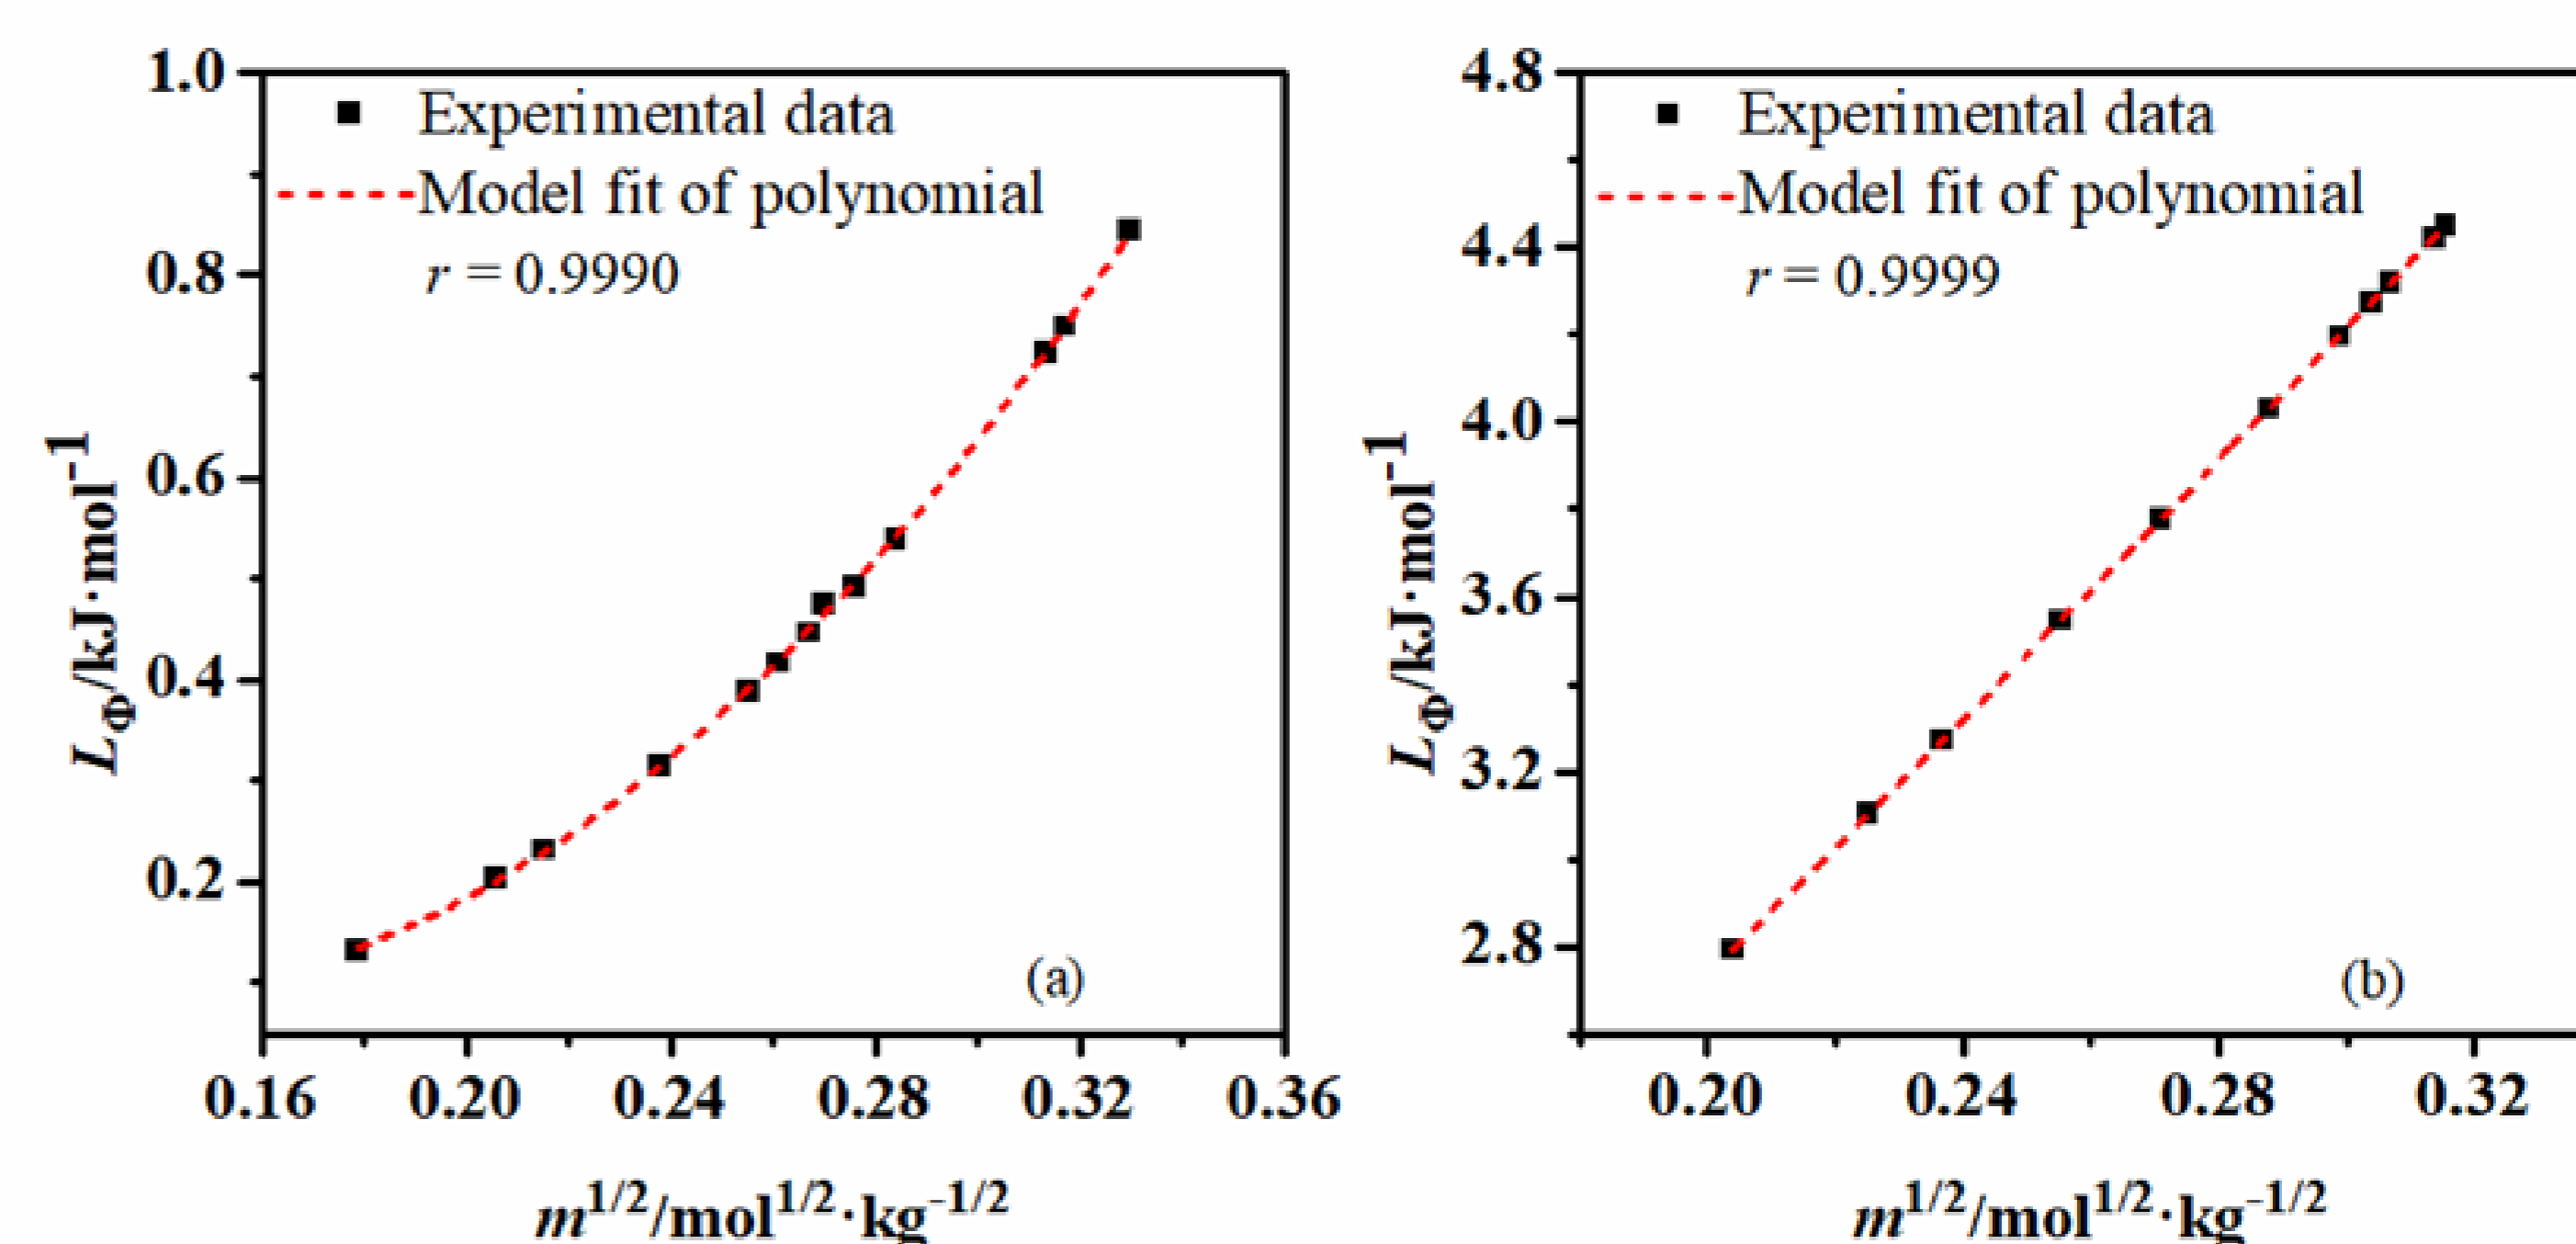 1.0
0.8
0.6
0.4
0.2
Experimental data
Model fit of polynomial
r = 0.9990
(a)
0.16 0.20 0.24 0.28 0.32 0.36
m^1/2/mol^1/2·kg^-1/2
L_Φ/kJ·mol^-1
4.8
4.4
4.0
3.6
3.2
2.8
Experimental data
Model fit of polynomial
r = 0.9999
(b)
0.20 0.24 0.28 0.32
m^1/2/mol^1/2·kg^-1/2
L_Φ/kJ·mol^-1